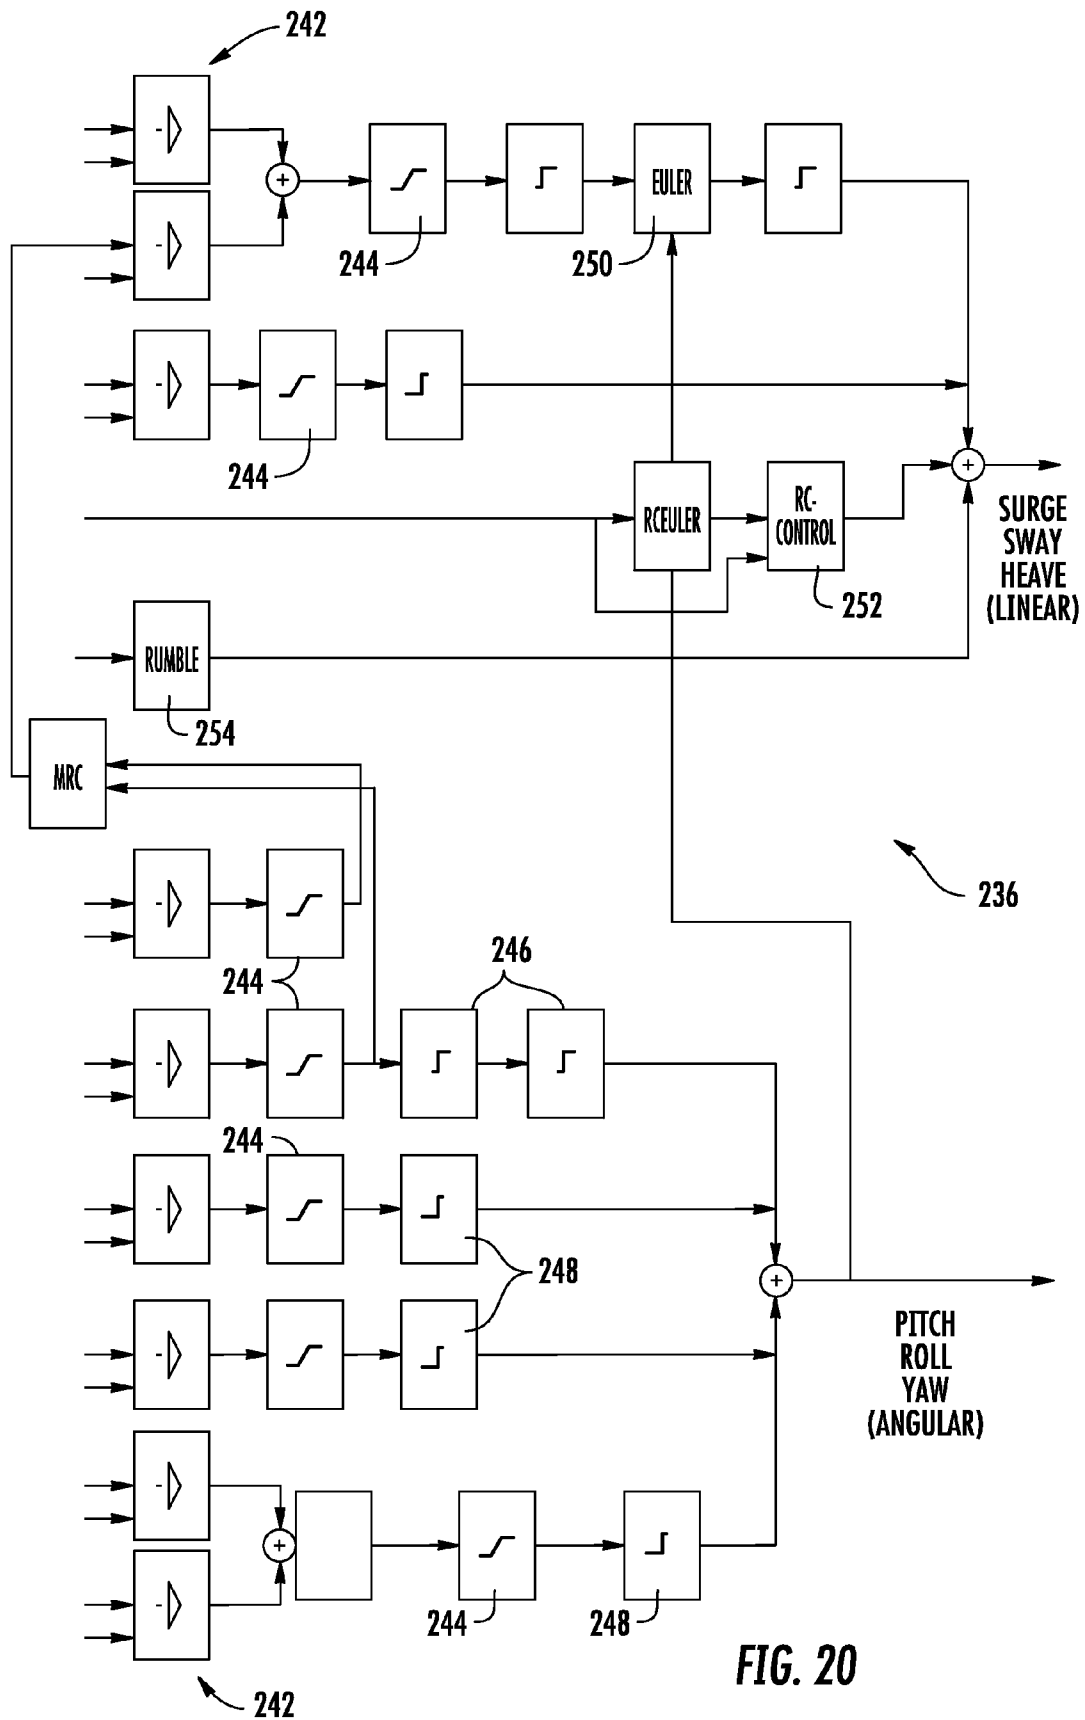 242
-
+
-
EULER
244
250
-
244
+
RCEULER
RC-
CONTROL
SURGE
SWAY
HEAVE
(LINEAR)
252
RUMBLE
254
MRC
236
-
244
246
-
244
-
248
+
-
PITCH
ROLL
YAW
(ANGULAR)
-
+
-
244
248
242
FIG. 20